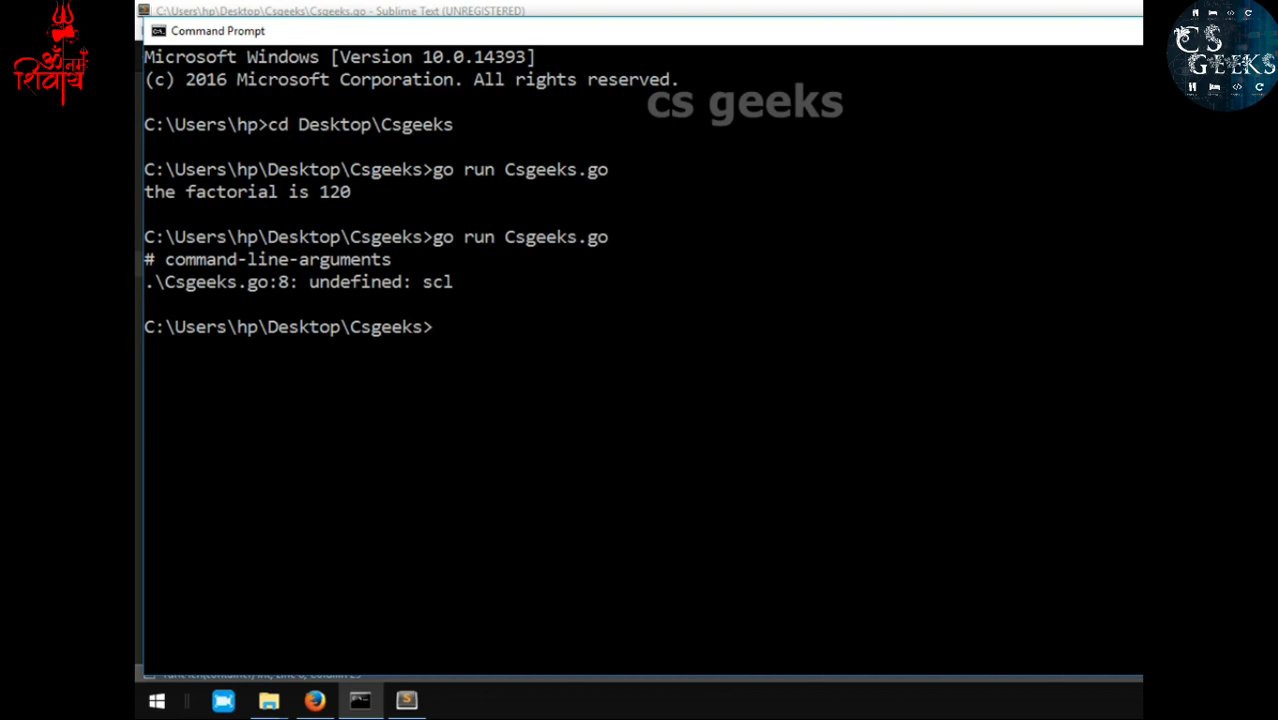 C:\Users\hp\Desktop\Csgeeks\Csgeeks.go - Sublime Text (UNREGISTERED)
Command Prompt
Microsoft Windows [Version 10.0.14393]
(c) 2016 Microsoft Corporation. All rights reserved.
cs geeks
C:\Users\hp>cd Desktop\Csgeeks
C:\Users\hp\Desktop\Csgeeks>go run Csgeeks.go
the factorial is 120
C:\Users\hp\Desktop\Csgeeks>go run Csgeeks.go
# command-line-arguments
.\Csgeeks.go:8: undefined: scl
C:\Users\hp\Desktop\Csgeeks>
ॐ नमः
शिवाय
CS
GEEKS